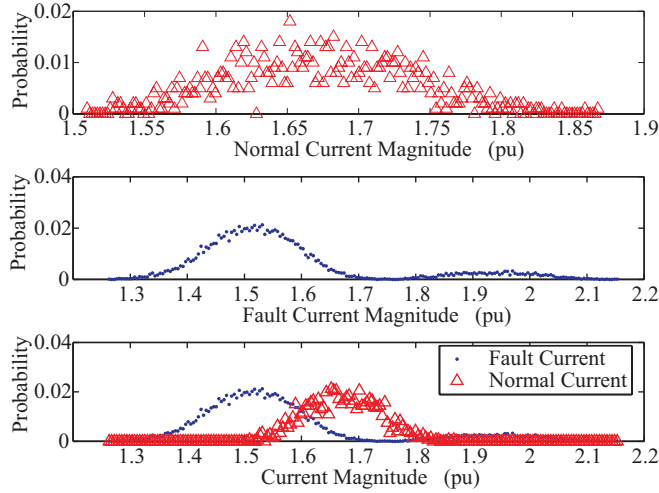 0.02
0.01
0
Probability
1.5 1.55 1.6 1.65 1.7 1.75 1.8 1.85 1.9
Normal Current Magnitude (pu)
0.04
0.02
0
Probability
1.3 1.4 1.5 1.6 1.7 1.8 1.9 2 2.1 2.2
Fault Current Magnitude (pu)
0.04
0.02
0
Probability
Fault Current
Normal Current
1.3 1.4 1.5 1.6 1.7 1.8 1.9 2 2.1 2.2
Current Magnitude (pu)